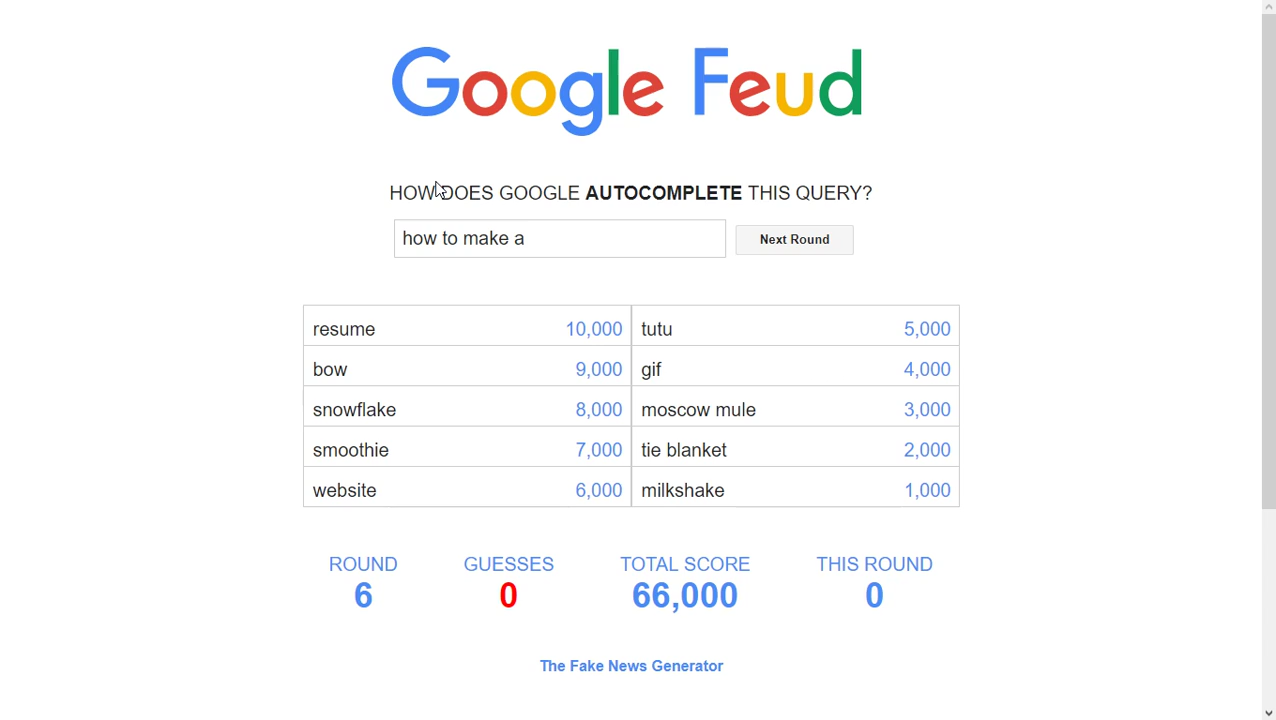 Google Feud
HOW DOES GOOGLE AUTOCOMPLETE THIS QUERY?
how to make a
Next Round
resume 10,000 tutu 5,000
bow 9,000 gif 4,000
snowflake 8,000 moscow mule 3,000
smoothie 7,000 tie blanket 2,000
website 6,000 milkshake 1,000
ROUND GUESSES TOTAL SCORE THIS ROUND
6 0 66,000 0
The Fake News Generator